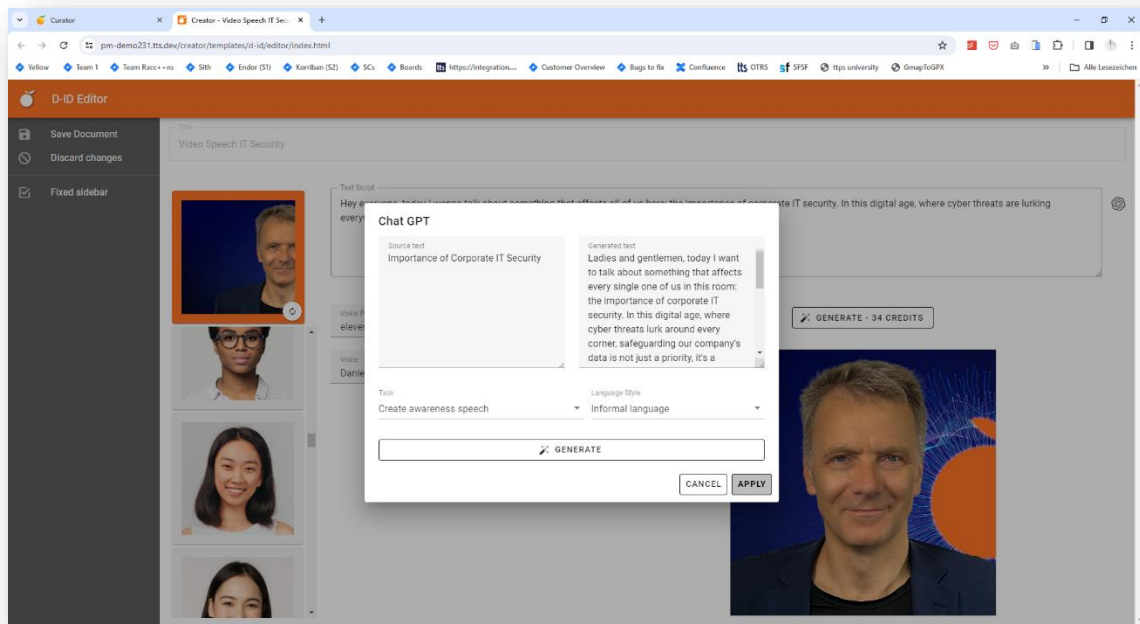 Curator
Creator - Video Speech IT Sec
pm-demo231.tts.dev/creator/templates/d-id/editor/index.html
Yellow Team 1 Team Racc++ns Sith Endor (S1) Korriban (S2) SCs Boards https://integration.... Customer Overview Bugs to fix Confluence tts OTRS sf SFSF ttps university GmapToGPX » Alle Lesezeichen
D-ID Editor
Save Document
Discard changes
Fixed sidebar
Title
Video Speech IT Security
Text Script
Hey everyone, today I wanna talk about something that affects all of us here: the importance of corporate IT security. In this digital age, where cyber threats are lurking
every
Voice P
eleve
Voice
Danie
GENERATE - 34 CREDITS
Chat GPT
Source text
Importance of Corporate IT Security
Generated text
Ladies and gentlemen, today I want
to talk about something that affects
every single one of us in this room:
the importance of corporate IT
security. In this digital age, where
cyber threats lurk around every
corner, safeguarding our company's
data is not just a priority, it's a
Task
Create awareness speech
Language Style
Informal language
GENERATE
CANCEL APPLY